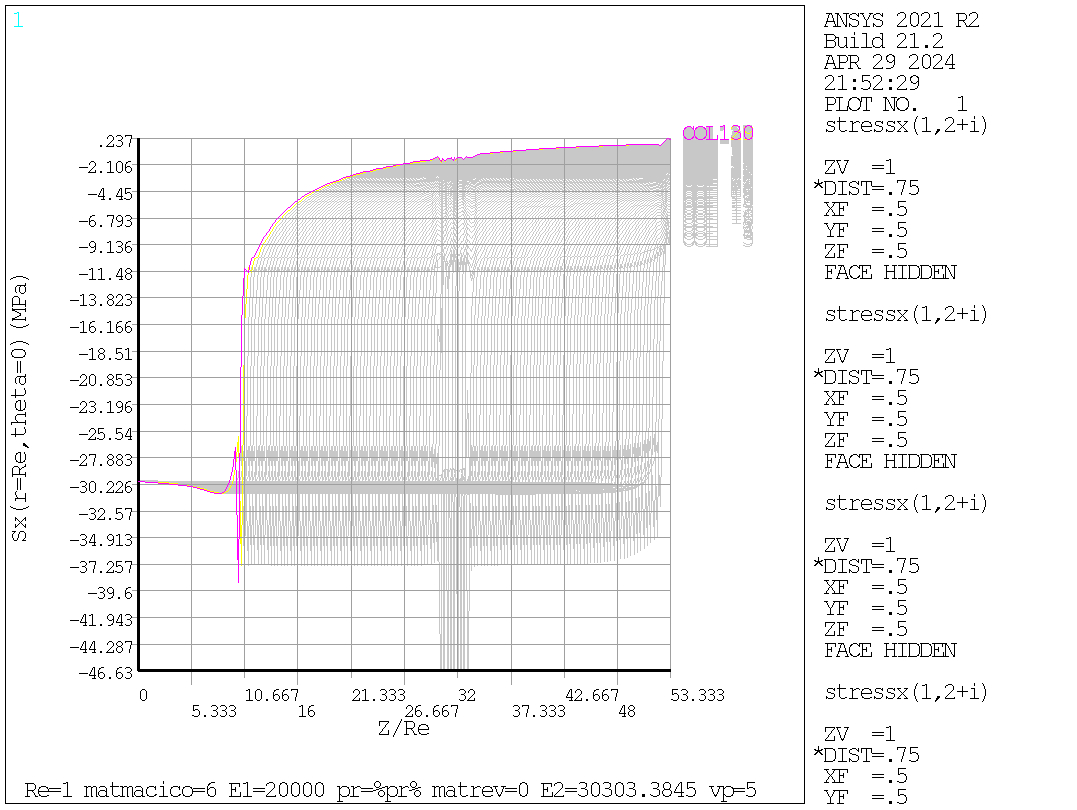 1
ANSYS 2021 R2
Build 21.2
APR 29 2024
21:52:29
PLOT NO. 1
stressx(1,2+i)
ZV =1
*DIST=.75
XF =.5
YF =.5
ZF =.5
FACE HIDDEN
stressx(1,2+i)
ZV =1
*DIST=.75
XF =.5
YF =.5
ZF =.5
FACE HIDDEN
stressx(1,2+i)
ZV =1
*DIST=.75
XF =.5
YF =.5
ZF =.5
FACE HIDDEN
stressx(1,2+i)
ZV =1
*DIST=.75
XF =.5
YF =.5
COL130
Sx(r=Re,theta=0) (MPa)
.237
-2.106
-4.45
-6.793
-9.136
-11.48
-13.823
-16.166
-18.51
-20.853
-23.196
-25.54
-27.883
-30.226
-32.57
-34.913
-37.257
-39.6
-41.943
-44.287
-46.63
0 10.667 21.333 32 42.667 53.333
5.333 16 26.667 37.333 48
Z/Re
Re=1 matmacico=6 E1=20000 pr=%pr% matrev=0 E2=30303.3845 vp=5